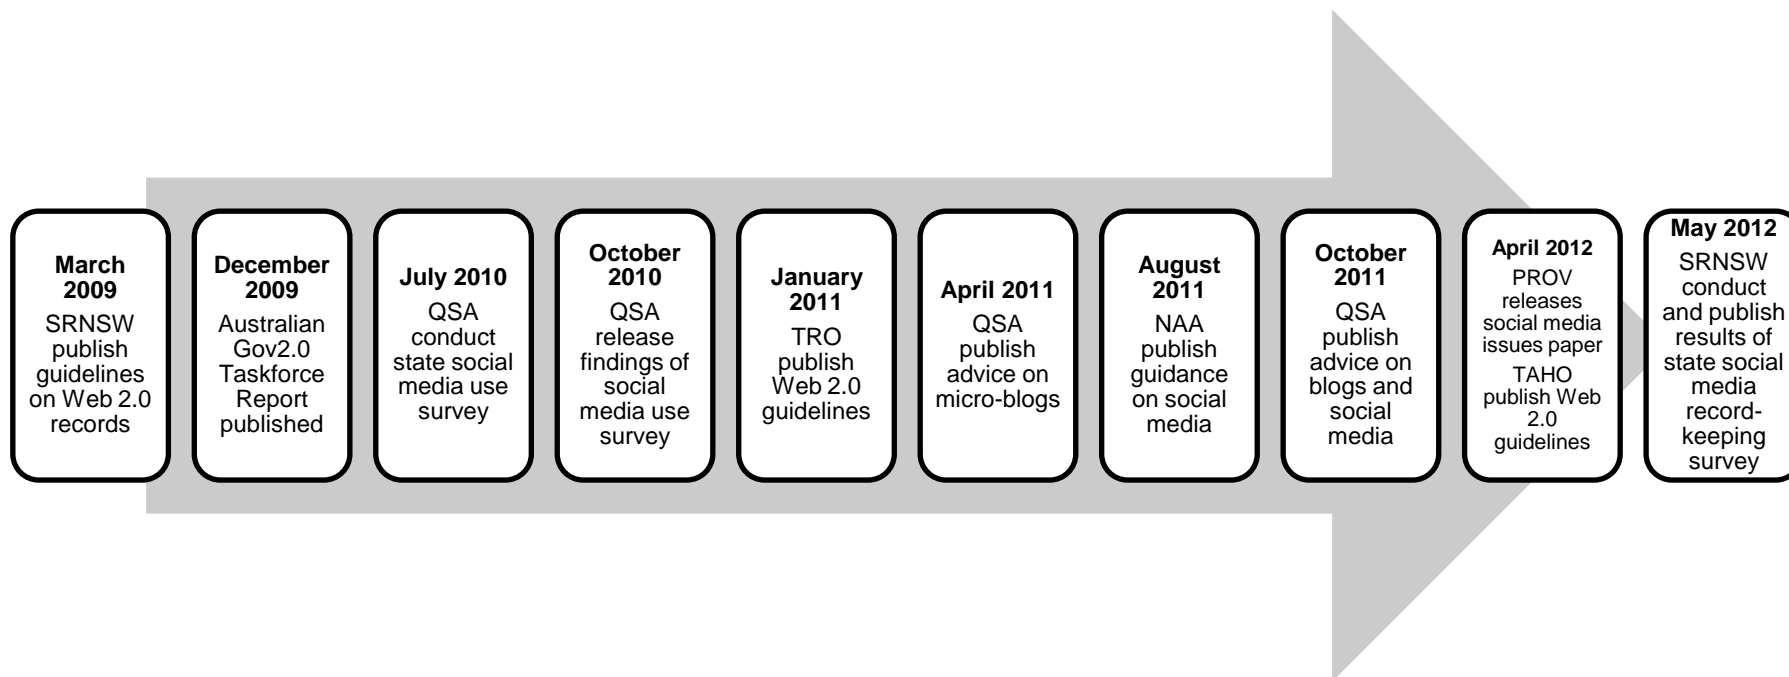 March
2009
SRNSW
publish
guidelines
on Web 2.0
records
December
2009
Australian
Gov2.0
Taskforce
Report
published
July 2010
QSA
conduct
state social
media use
survey
October
2010
QSA
release
findings of
social
media use
survey
January
2011
TRO
publish
Web 2.0
guidelines
April 2011
QSA
publish
advice on
micro-blogs
August
2011
NAA
publish
guidance
on social
media
October
2011
QSA
publish
advice on
blogs and
social
media
April 2012
PROV
releases
social media
issues paper
TAHO
publish Web
2.0
guidelines
May 2012
SRNSW
conduct
and publish
results of
state social
media
record-
keeping
survey